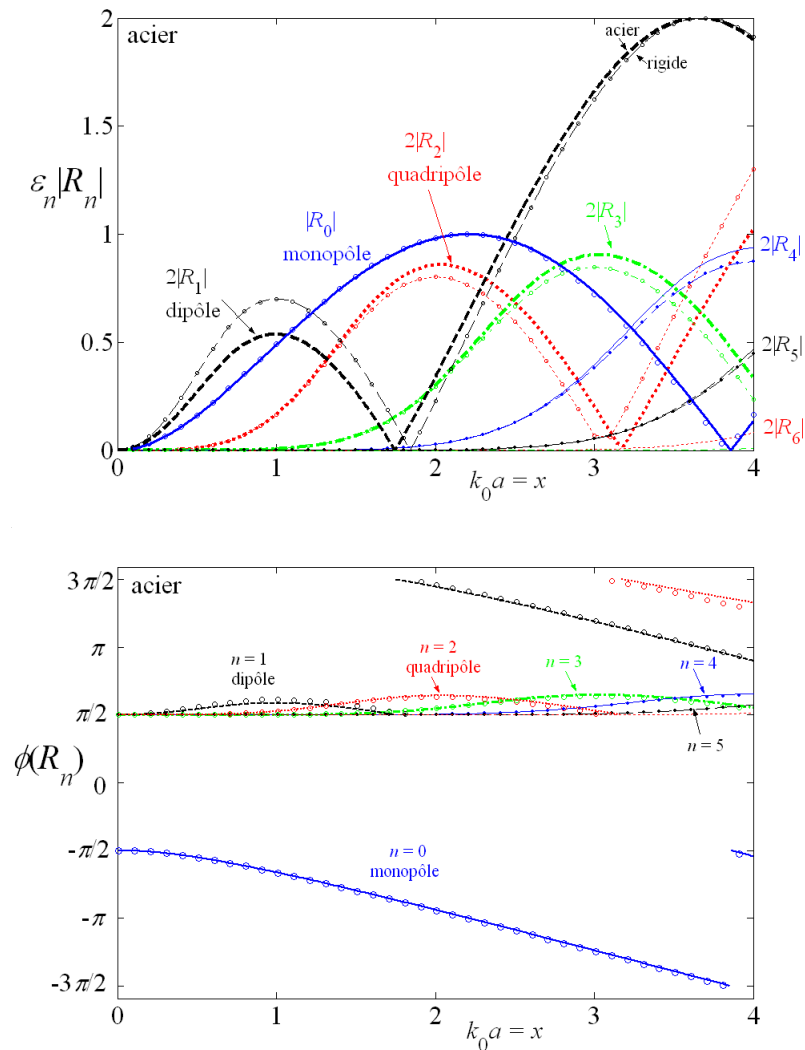 acier
2
1.5
1
0.5
0
εₙ|Rₙ|
acier
rigide
2|R₂|
quadripôle
|R₀|
monopôle
2|R₃|
2|R₁|
dipôle
2|R₄|
2|R₅|
2|R₆|
0 1 2 3 4
k₀a = x
acier
3π/2
π
π/2
0
-π/2
-π
-3π/2
ϕ(Rₙ)
n = 1
dipôle
n = 2
quadripôle
n = 3
n = 4
n = 5
n = 0
monopôle
0 1 2 3 4
k₀a = x